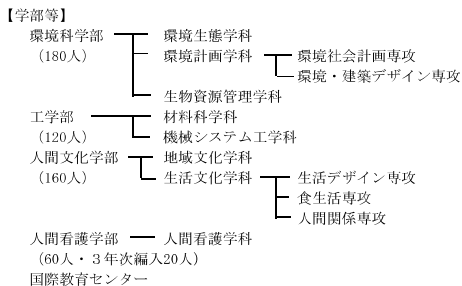 【学部等】
環境科学部 環境生態学科
（180人） 環境計画学科 環境社会計画専攻
環境・建築デザイン専攻
生物資源管理学科
工学部 材料科学科
（120人） 機械システム工学科
人間文化学部 地域文化学科
（160人） 生活文化学科 生活デザイン専攻
食生活専攻
人間関係専攻
人間看護学部 人間看護学科
（60人・３年次編入20人）
国際教育センター